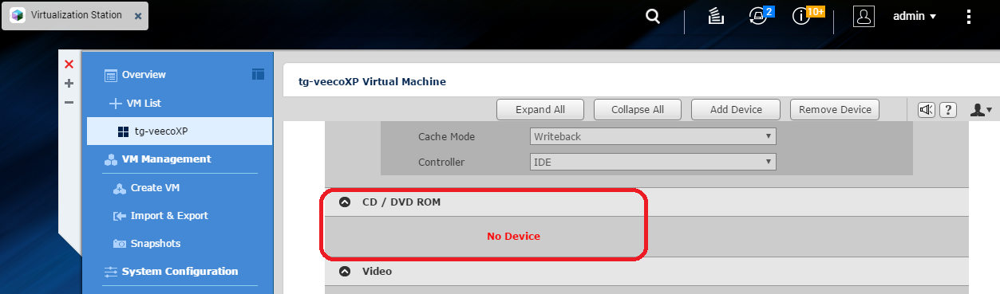 Virtualization Station
2
10+
admin
Overview
VM List
tg-veecoXP
VM Management
Create VM
Import & Export
Snapshots
System Configuration
tg-veecoXP Virtual Machine
Expand All
Collapse All
Add Device
Remove Device
?
Cache Mode
Writeback
Controller
IDE
CD / DVD ROM
No Device
Video